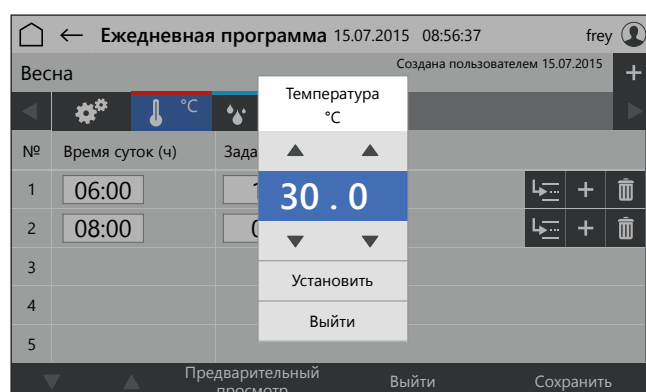 Ежедневная программа 15.07.2015 08:56:37 frey
Весна Создана пользователем 15.07.2015
°C
Температура
°C
№ Время суток (ч)
1 06:00
2 08:00
3
4
5
30 . 0
Установить
Выйти
Предварительный Выйти Сохранить
просмотр